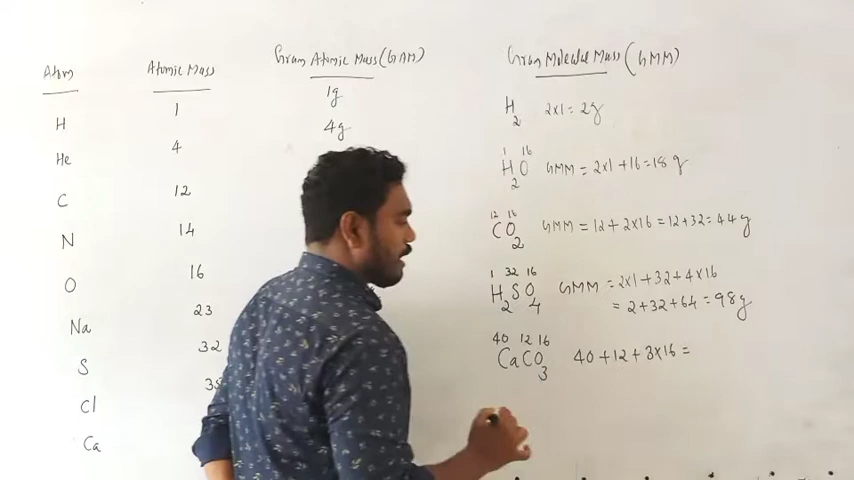 Atom Atomic Mass Gram Atomic Mass (GAM) Gram Molecular Mass (GMM)
H 1 1g H2 2x1 = 2g
He 4 4g
1 16
H2O GMM = 2x1+16=18 g
C 12
12 16
N 14 CO2 GMM = 12+2x16=12+32=44g
O 16
1 32 16
H2SO4 GMM = 2x1+32+4x16
= 2+32+64=98g
Na 23
S 32
40 12 16
CaCO3 40+12+3x16=
Cl
Ca